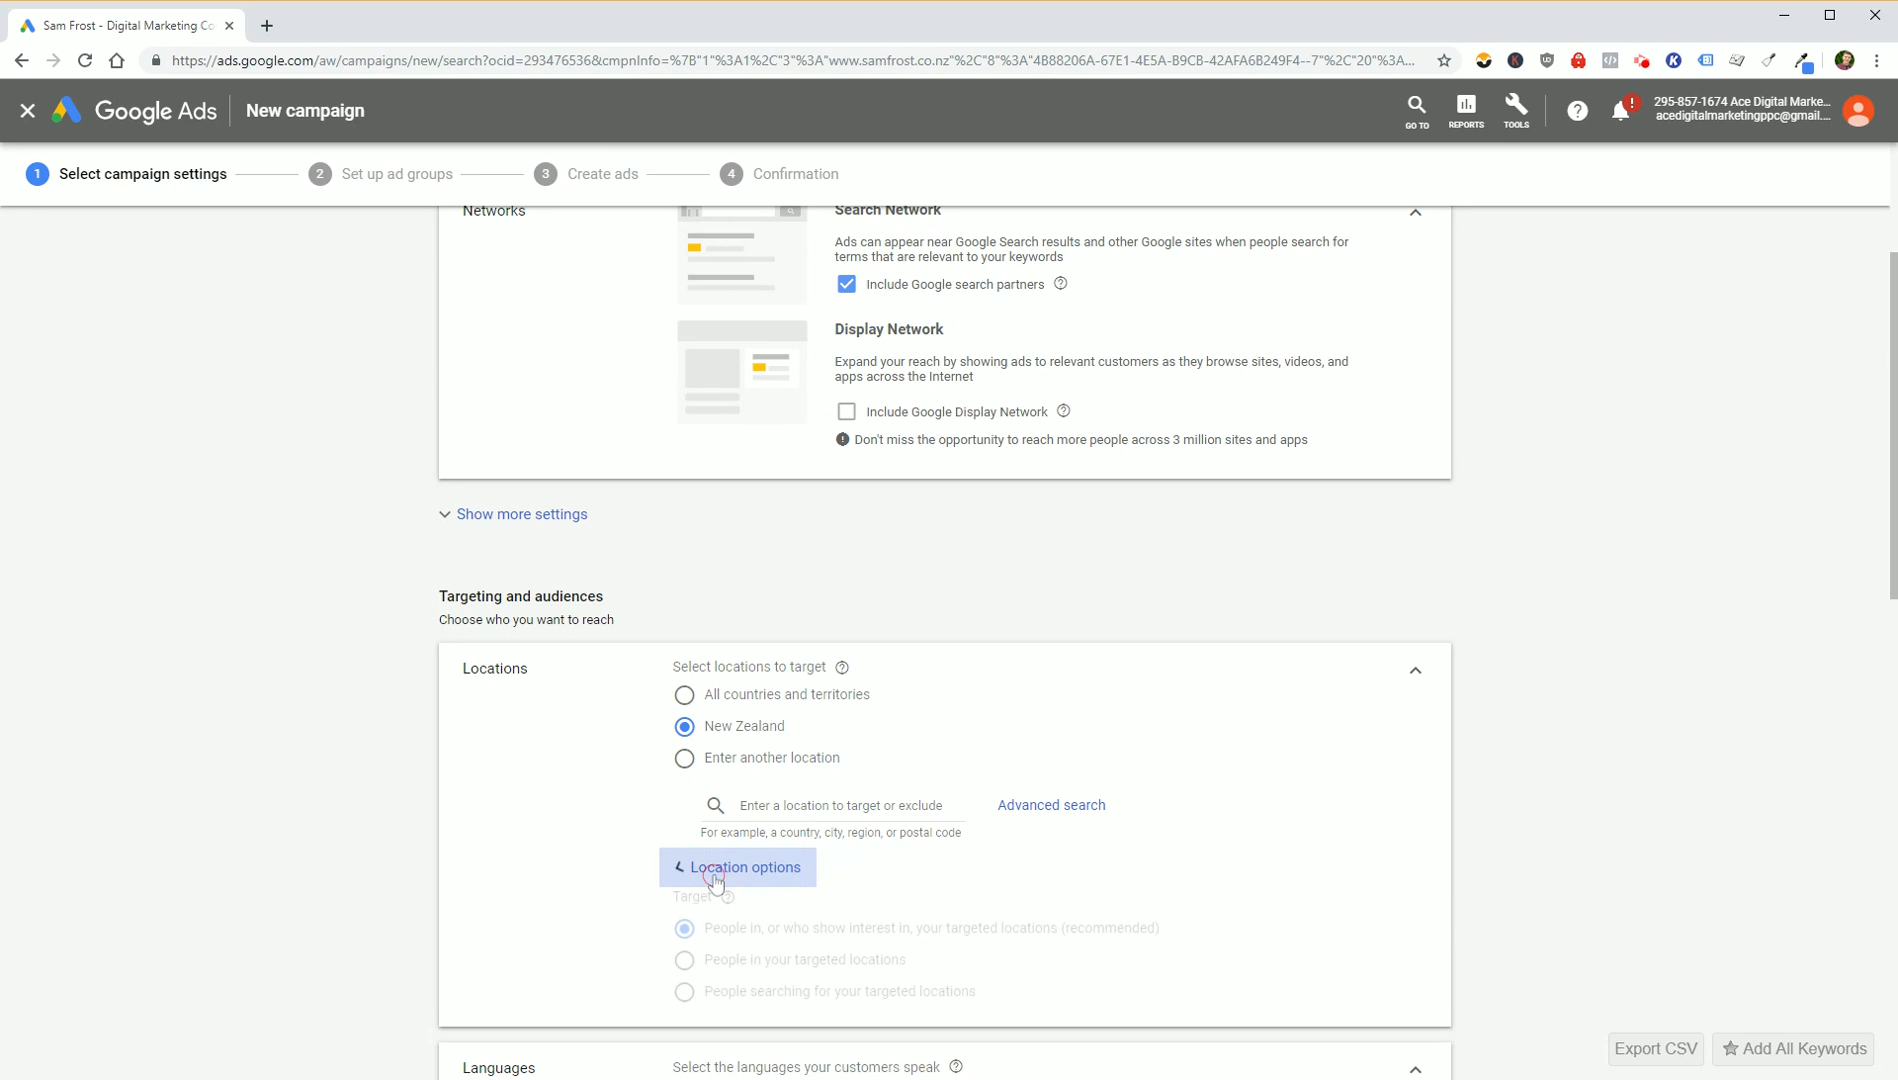 Sam Frost - Digital Marketing Co
https://ads.google.com/aw/campaigns/new/search?ocid=293476536&cmpnInfo=%7B"1"%3A1%2C"3"%3A"www.samfrost.co.nz"%2C"8"%3A"4B88206A-67E1-4E5A-B9CB-42AFA6B249F4--7"%2C"20"%3A...
Google Ads
New campaign
GO TO
REPORTS
TOOLS
295-857-1674 Ace Digital Marke...
acedigitalmarketingppc@gmail....
1 Select campaign settings
2 Set up ad groups
3 Create ads
4 Confirmation
Networks
Search Network
Ads can appear near Google Search results and other Google sites when people search for
terms that are relevant to your keywords
Include Google search partners
Display Network
Expand your reach by showing ads to relevant customers as they browse sites, videos, and
apps across the Internet
Include Google Display Network
Don't miss the opportunity to reach more people across 3 million sites and apps
Show more settings
Targeting and audiences
Choose who you want to reach
Locations
Select locations to target
All countries and territories
New Zealand
Enter another location
Enter a location to target or exclude
Advanced search
For example, a country, city, region, or postal code
Location options
Target
People in, or who show interest in, your targeted locations (recommended)
People in your targeted locations
People searching for your targeted locations
Export CSV
Add All Keywords
Languages
Select the languages your customers speak